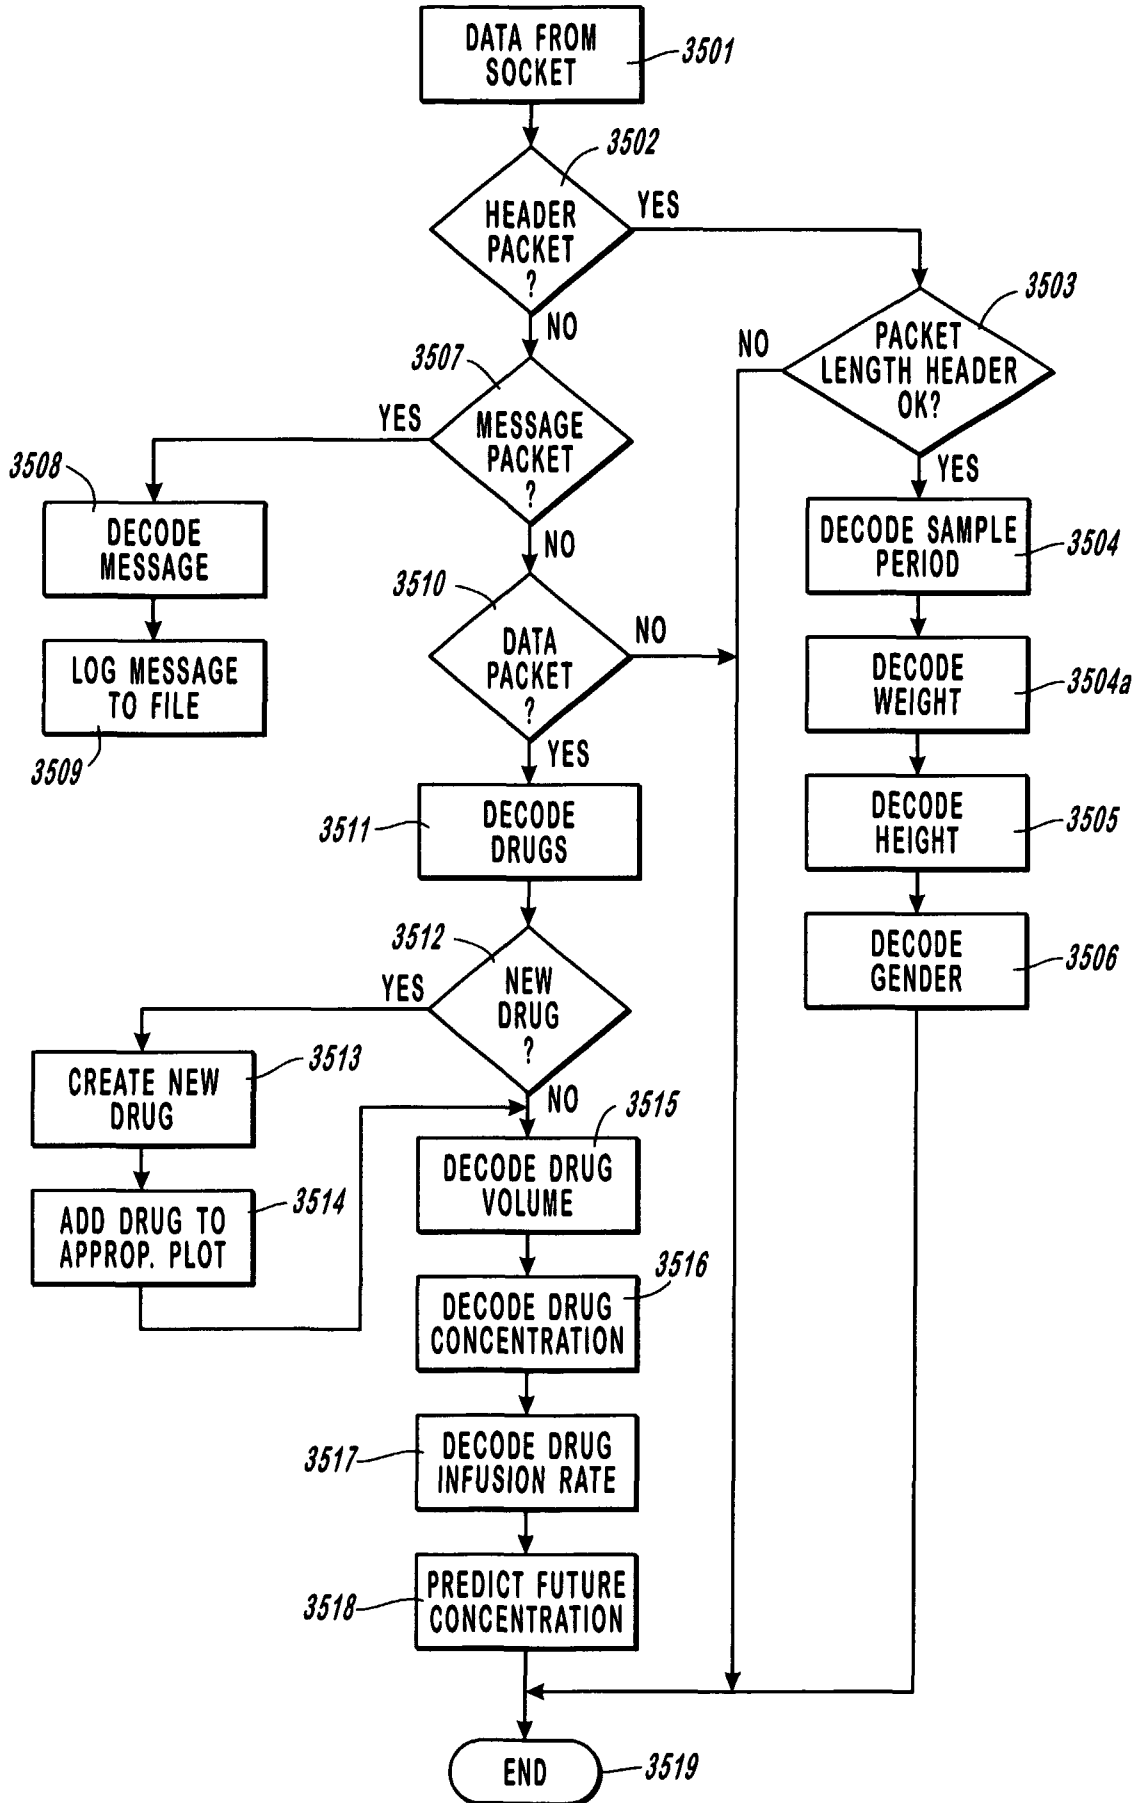 DATA FROM
SOCKET
3501
3502
HEADER
PACKET
?
YES
NO
3503
PACKET
LENGTH HEADER
OK?
NO
YES
3507
MESSAGE
PACKET
?
YES
NO
3508
DECODE
MESSAGE
LOG MESSAGE
TO FILE
3509
DECODE SAMPLE
PERIOD
3504
DECODE
WEIGHT
3504a
DECODE
HEIGHT
3505
DECODE
GENDER
3506
3510
DATA
PACKET
?
NO
YES
3511
DECODE
DRUGS
3512
NEW
DRUG
?
YES
NO
CREATE NEW
DRUG
3513
ADD DRUG TO
APPROP. PLOT
3514
3515
DECODE DRUG
VOLUME
3516
DECODE DRUG
CONCENTRATION
3517
DECODE DRUG
INFUSION RATE
3518
PREDICT FUTURE
CONCENTRATION
END
3519